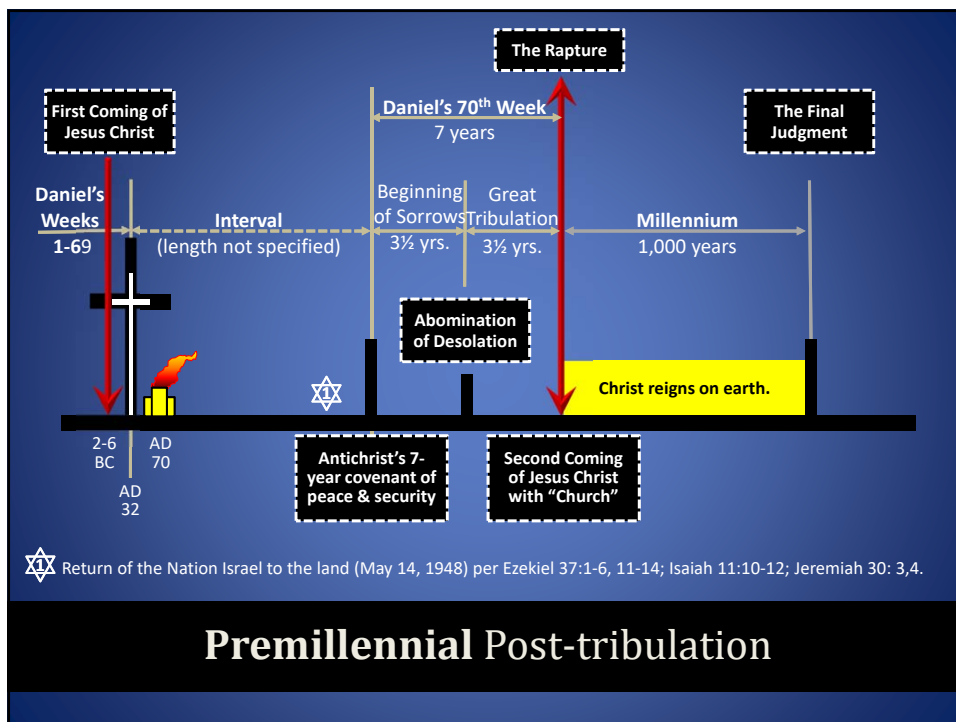 The Rapture
First Coming of
Jesus Christ
Daniel's 70th Week
7 years
The Final
Judgment
Daniel's
Weeks
1-69
Interval
(length not specified)
Beginning
of Sorrows
3½ yrs.
Great
Tribulation
3½ yrs.
Millennium
1,000 years
Abomination
of Desolation
Christ reigns on earth.
1
2-6
BC
AD
70
AD
32
Antichrist's 7-
year covenant of
peace & security
Second Coming
of Jesus Christ
with “Church”
1 Return of the Nation Israel to the land (May 14, 1948) per Ezekiel 37:1-6, 11-14; Isaiah 11:10-12; Jeremiah 30: 3,4.
Premillennial Post-tribulation